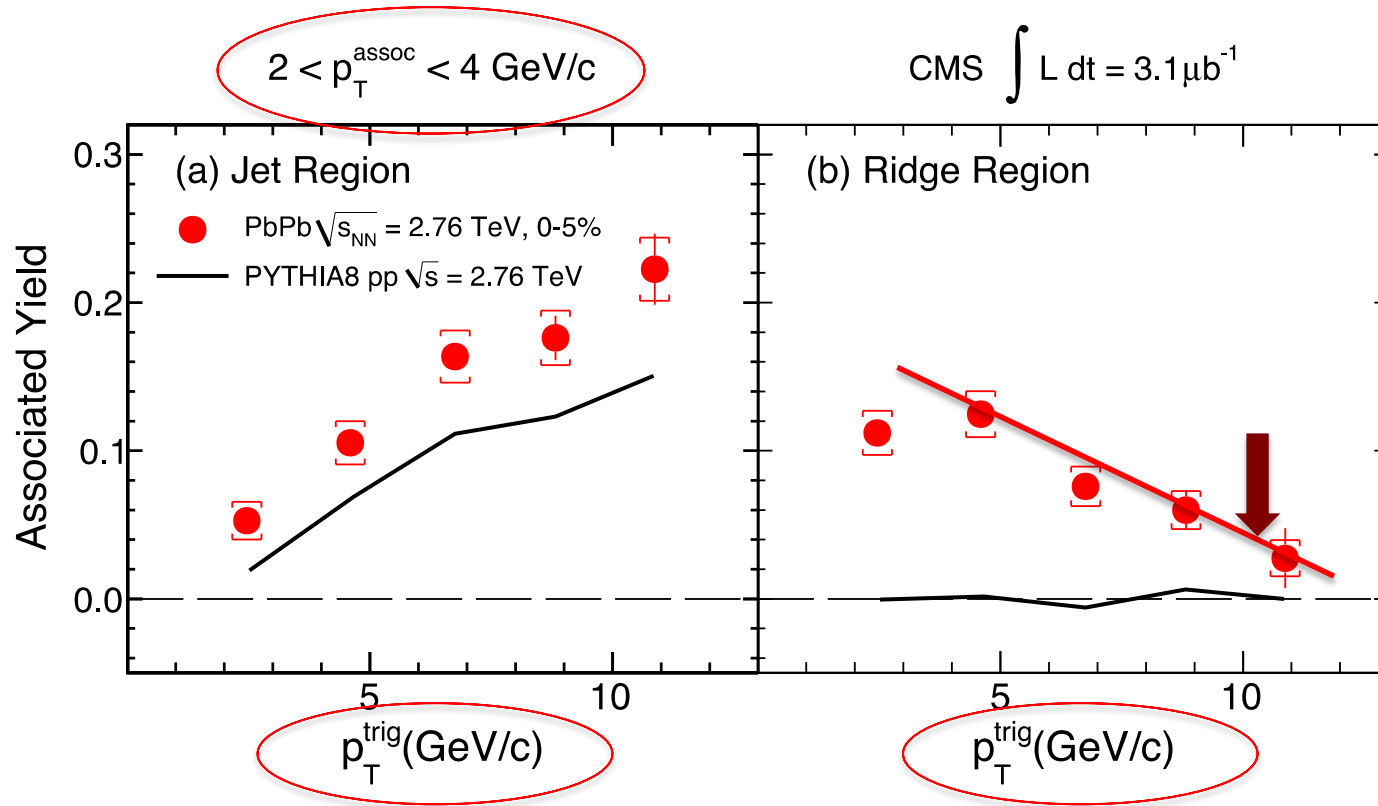 2 < p_T^assoc < 4 GeV/c
CMS ∫ L dt = 3.1μb^-1
(a) Jet Region
PbPb √s_NN = 2.76 TeV, 0-5%
PYTHIA8 pp √s = 2.76 TeV
(b) Ridge Region
Associated Yield
0.3
0.2
0.1
0.0
5
10
5
10
p_T^trig(GeV/c)
p_T^trig(GeV/c)